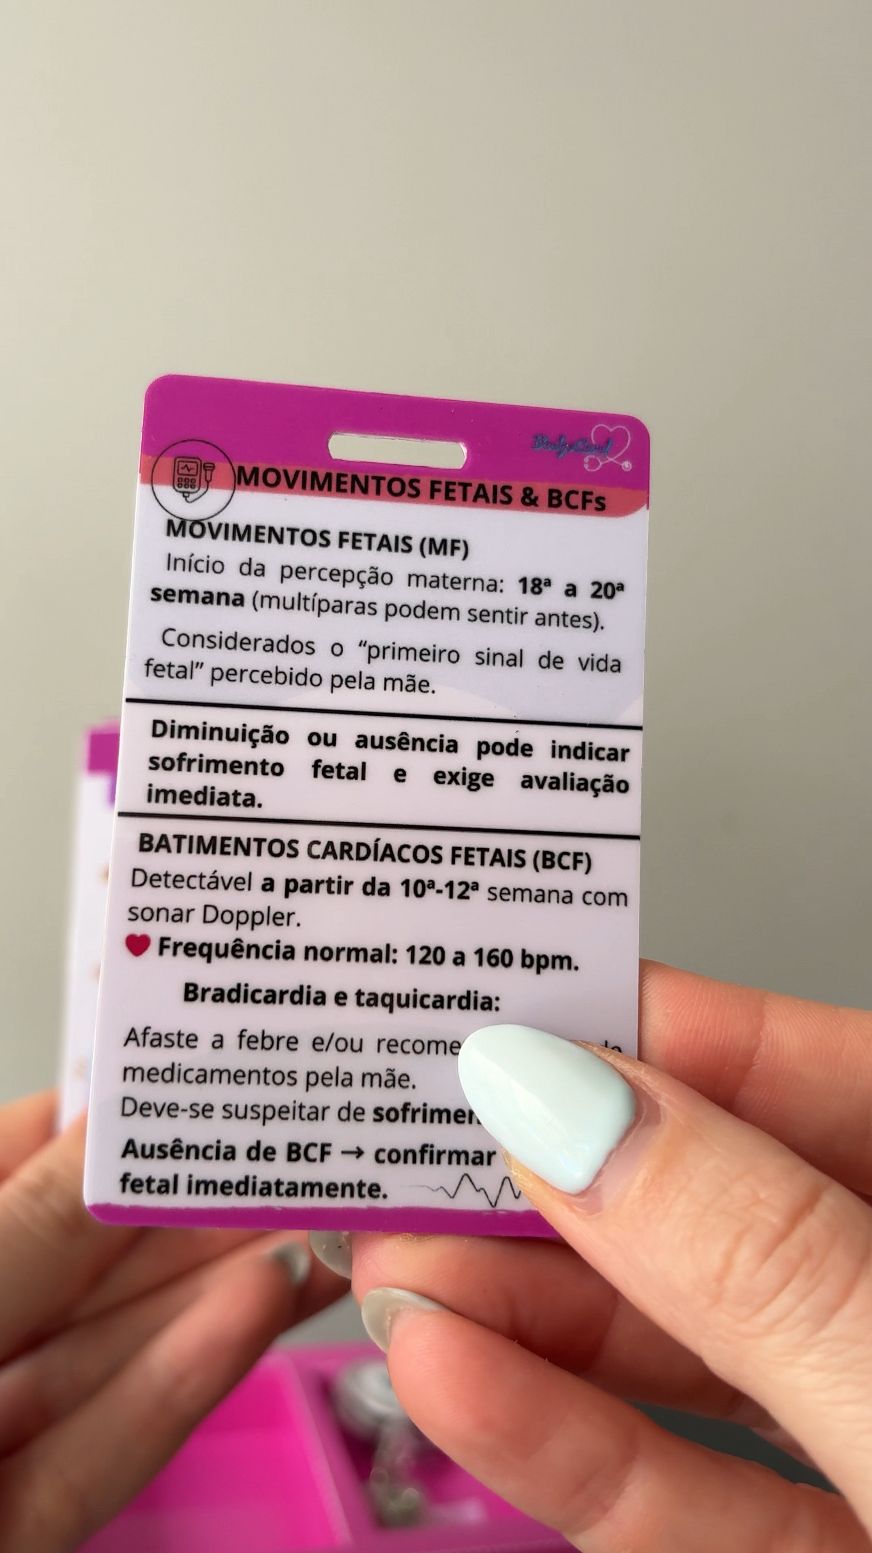 MOVIMENTOS FETAIS & BCFs
MOVIMENTOS FETAIS (MF)
Início da percepção materna: 18ª a 20ª
semana (multíparas podem sentir antes).
Considerados o “primeiro sinal de vida
fetal” percebido pela mãe.
Diminuição ou ausência pode indicar
sofrimento fetal e exige avaliação
imediata.
BATIMENTOS CARDÍACOS FETAIS (BCF)
Detectável a partir da 10ª-12ª semana com
sonar Doppler.
Frequência normal: 120 a 160 bpm.
Bradicardia e taquicardia:
Afaste a febre e/ou
medicamentos pela mãe.
Deve-se suspeitar de
Ausência de BCF → confirmar
fetal imediatamente.